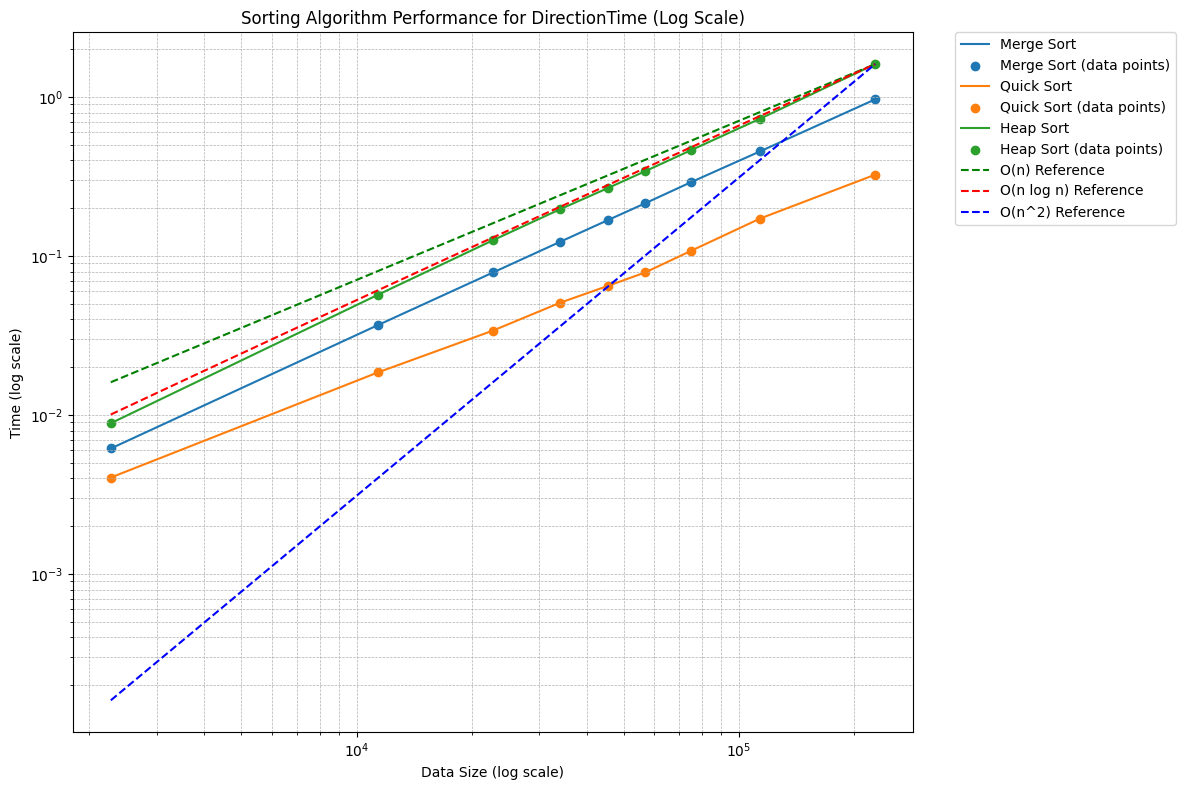 Sorting Algorithm Performance for DirectionTime (Log Scale)
Time (log scale)
10^0
10^-1
10^-2
10^-3
10^4
10^5
Data Size (log scale)
Merge Sort
Merge Sort (data points)
Quick Sort
Quick Sort (data points)
Heap Sort
Heap Sort (data points)
O(n) Reference
O(n log n) Reference
O(n^2) Reference